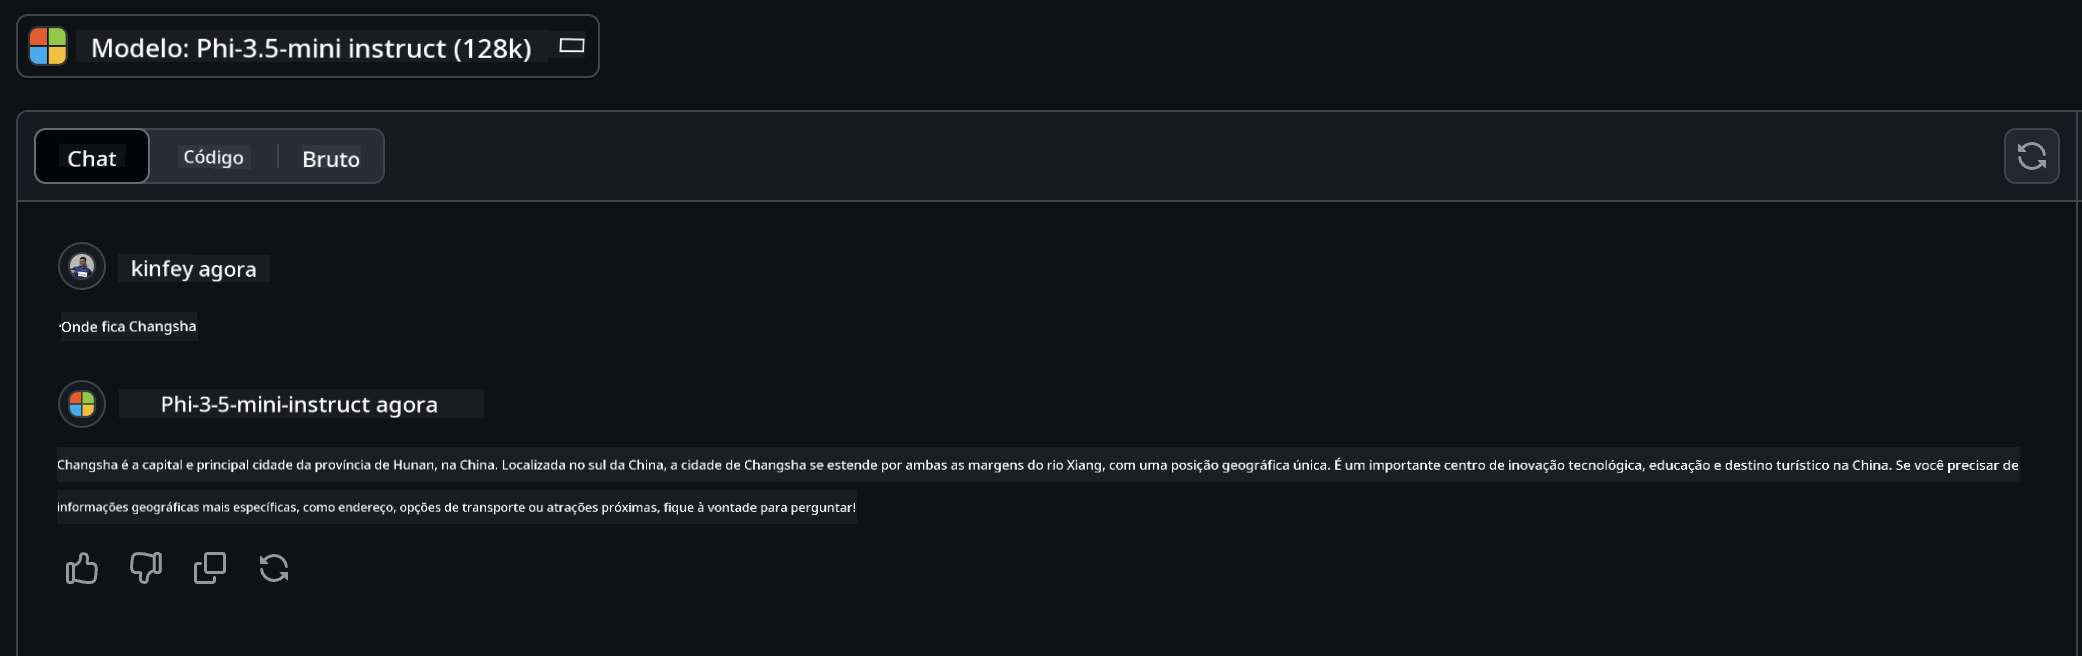 Modelo: Phi-3.5-mini instruct (128k)
Chat
Código
Bruto
kinfey agora
Onde fica Changsha
Phi-3-5-mini-instruct agora
Changsha é a capital e principal cidade da província de Hunan, na China. Localizada no sul da China, a cidade de Changsha se estende por ambas as margens do rio Xiang, com uma posição geográfica única. É um importante centro de inovação tecnológica, educação e destino turístico na China. Se você precisar de
informações geográficas mais específicas, como endereço, opções de transporte ou atrações próximas, fique à vontade para perguntar!